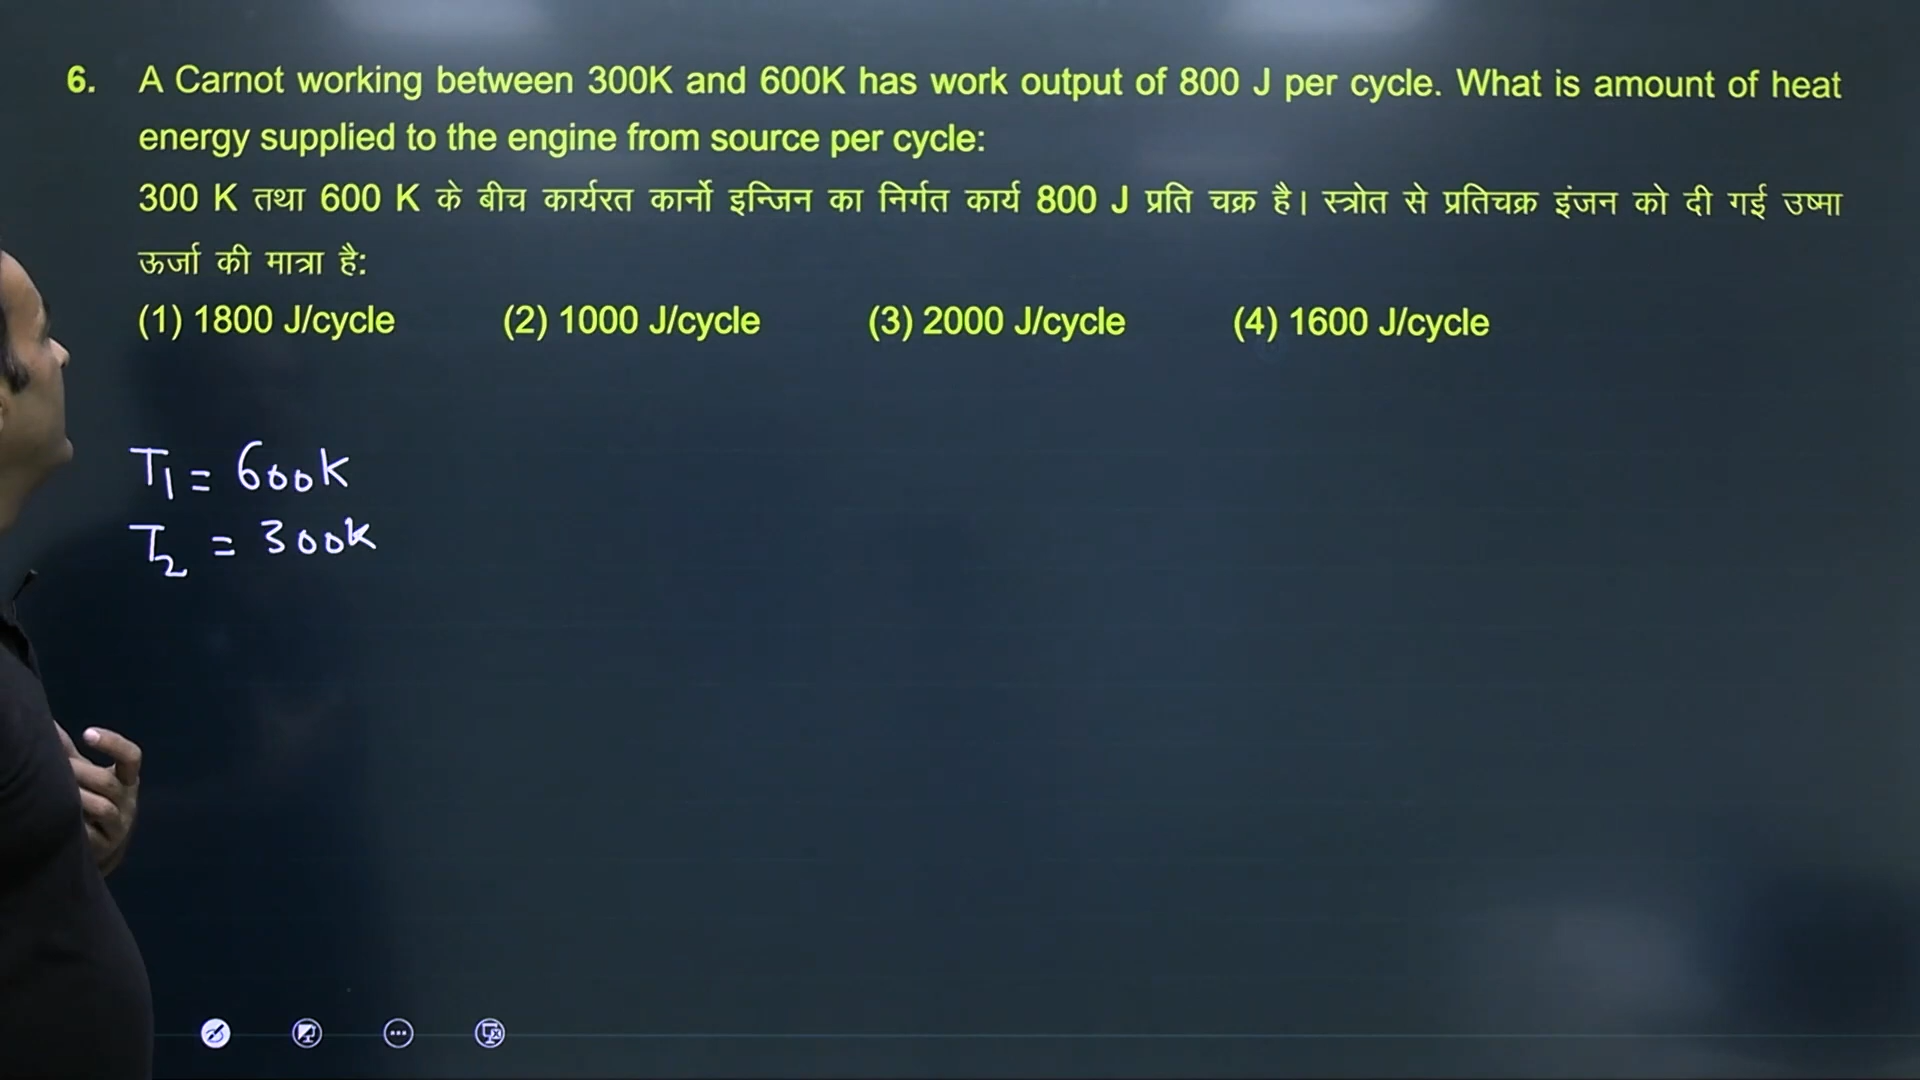 6. A Carnot working between 300K and 600K has work output of 800 J per cycle. What is amount of heat
energy supplied to the engine from source per cycle:
300 K तथा 600 K के बीच कार्यरत कार्नो इन्जिन का निर्गत कार्य 800 J प्रति चक्र है। स्त्रोत से प्रतिचक्र इंजन को दी गई उष्मा
ऊर्जा की मात्रा है:
(1) 1800 J/cycle (2) 1000 J/cycle (3) 2000 J/cycle (4) 1600 J/cycle
T₁ = 600K
T₂ = 300K